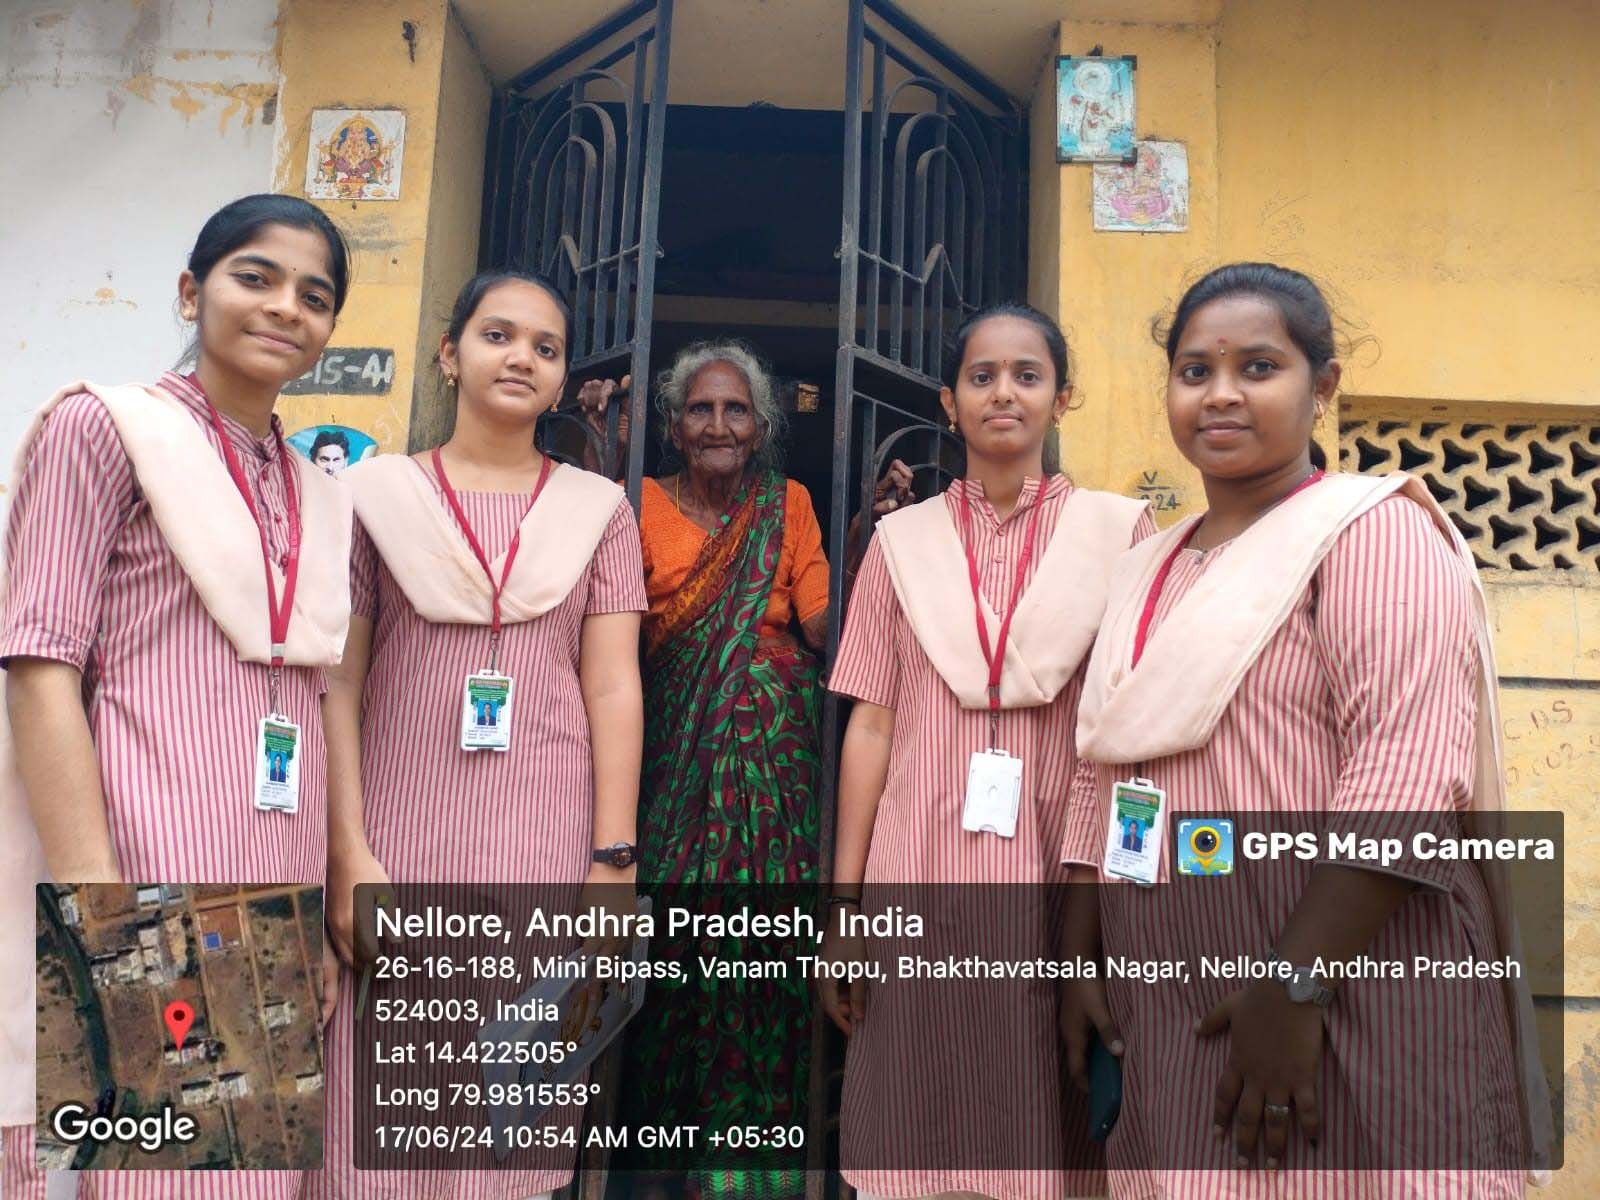 -15-41
V
.24
C.D.S
GPS Map Camera
Nellore, Andhra Pradesh, India
26-16-188, Mini Bipass, Vanam Thopu, Bhakthavatsala Nagar, Nellore, Andhra Pradesh
524003, India
Lat 14.422505°
Long 79.981553°
17/06/24 10:54 AM GMT +05:30
Google